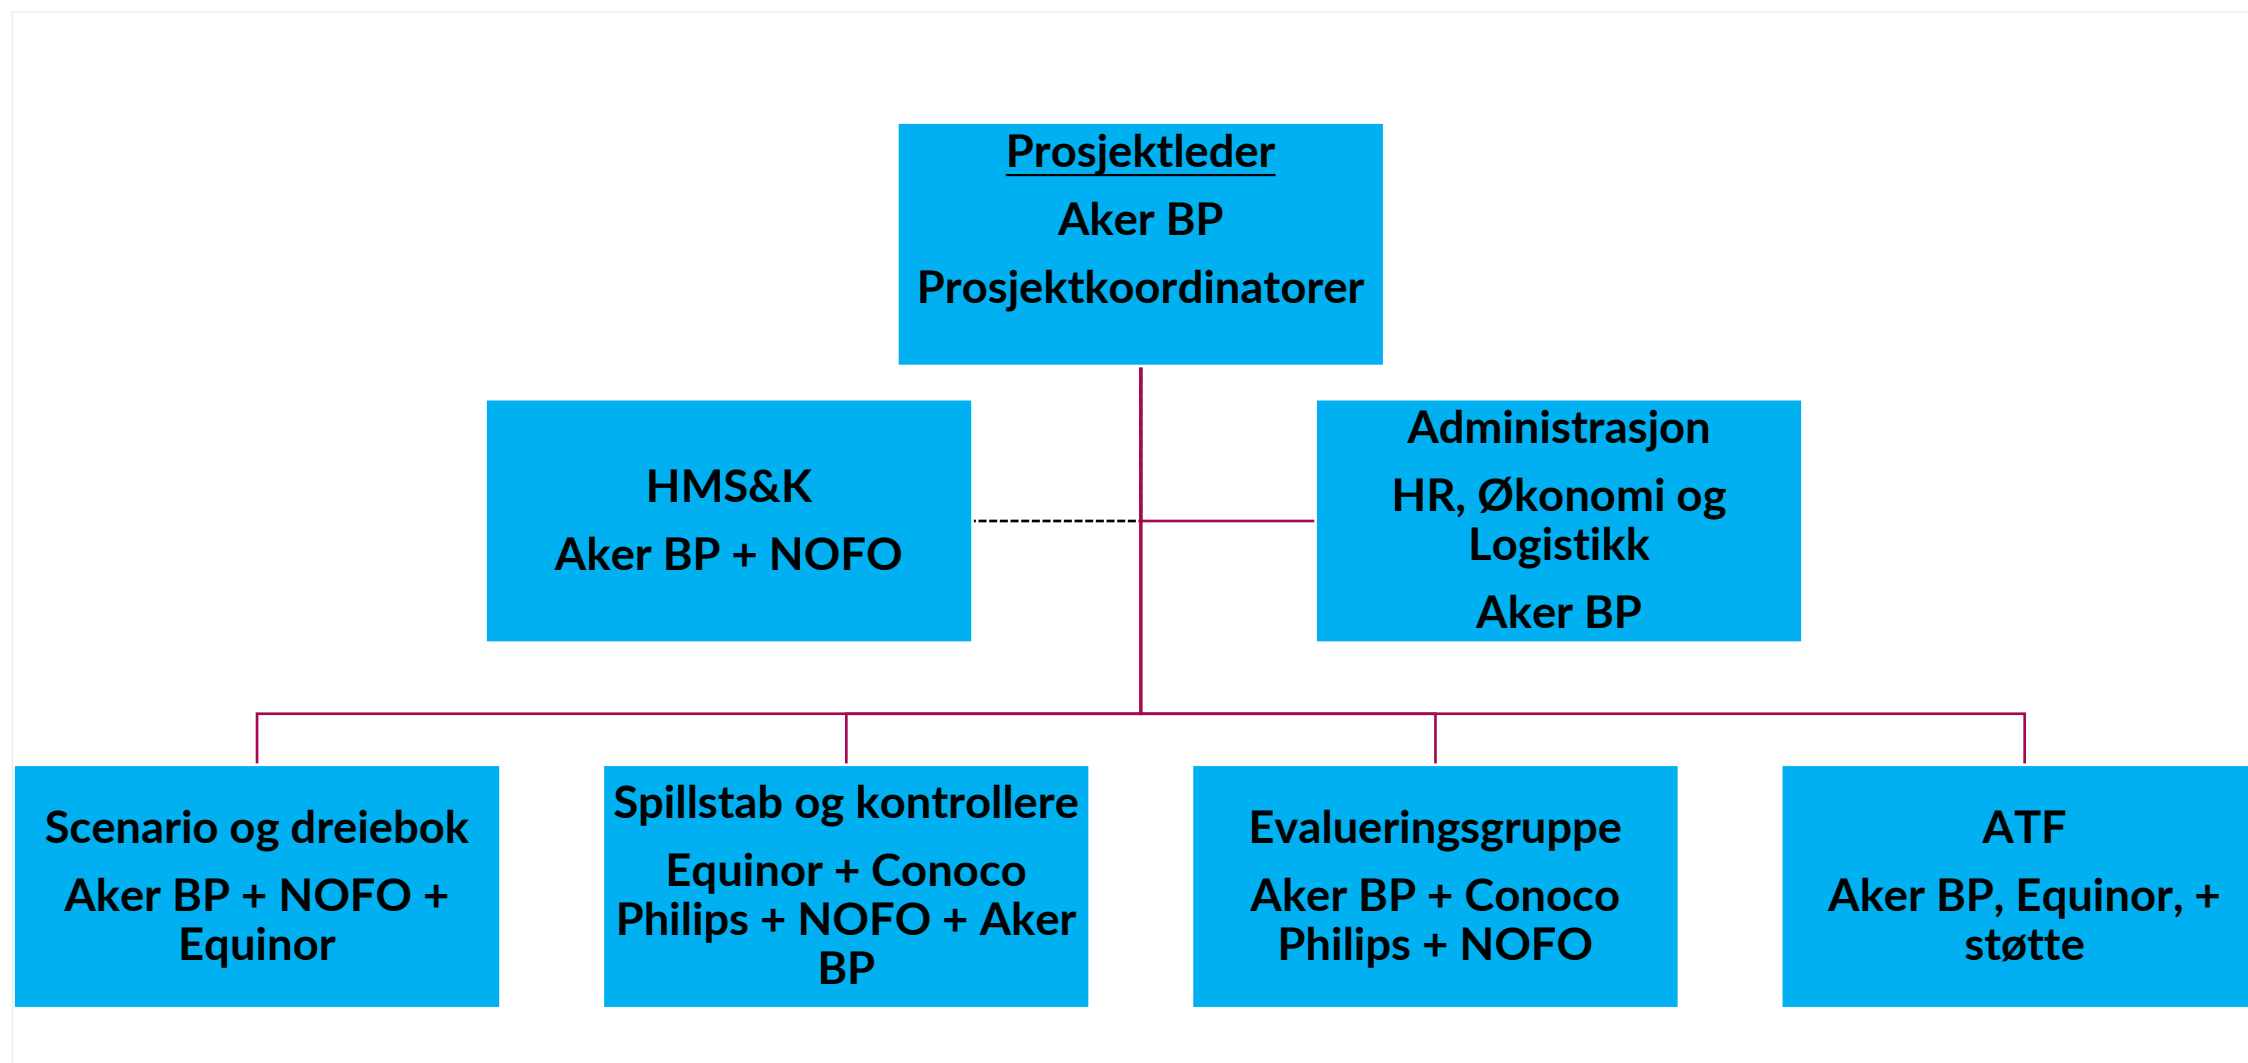 Prosjektleder
Aker BP
Prosjektkoordinatorer
HMS&K
Aker BP + NOFO
Administrasjon
HR, Økonomi og
Logistikk
Aker BP
Scenario og dreiebok
Aker BP + NOFO +
Equinor
Spillstab og kontrollere
Equinor + Conoco
Philips + NOFO + Aker
BP
Evalueringsgruppe
Aker BP + Conoco
Philips + NOFO
ATF
Aker BP, Equinor, +
støtte